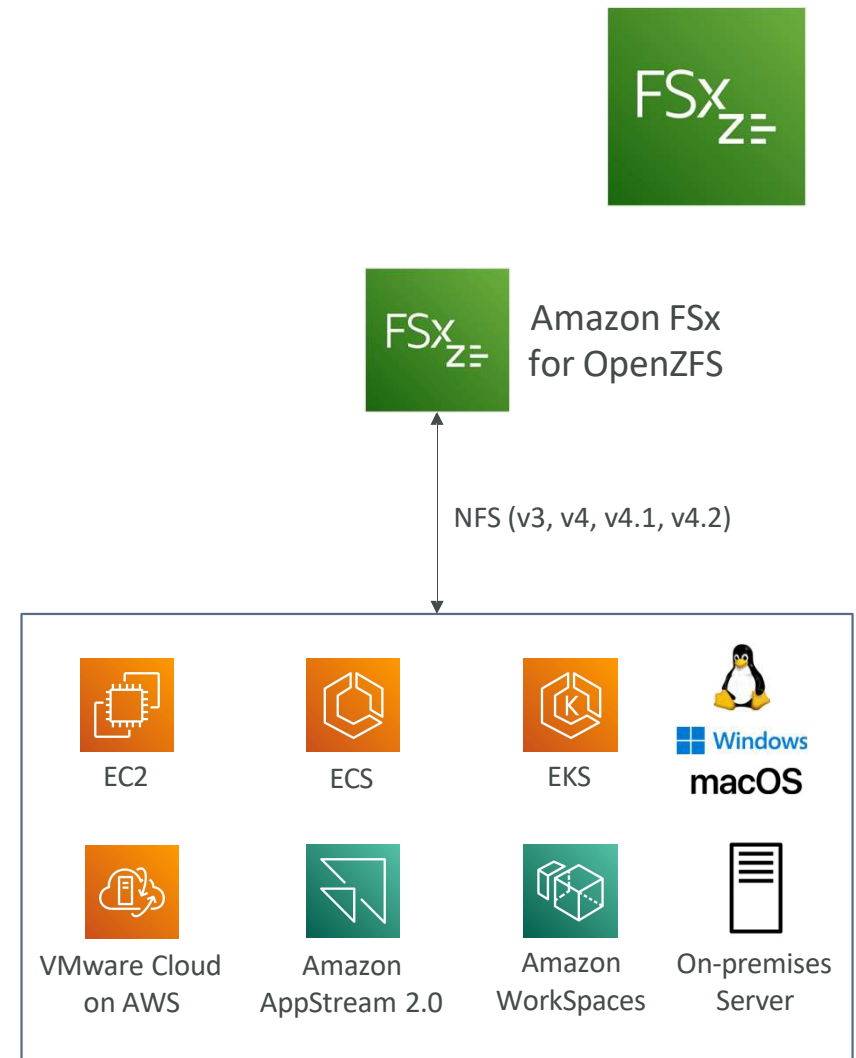 FSx
Z
FSx
Z
Amazon FSx
for OpenZFS
NFS (v3, v4, v4.1, v4.2)
EC2
ECS
K
EKS
Windows
macOS
VMware Cloud
on AWS
Amazon
AppStream 2.0
Amazon
WorkSpaces
On-premises
Server